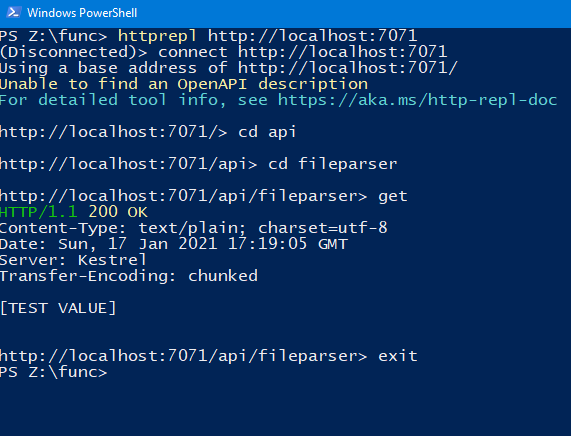 Windows PowerShell
PS Z:\func> httprepl http://localhost:7071
(Disconnected)> connect http://localhost:7071
Using a base address of http://localhost:7071/
Unable to find an OpenAPI description
For detailed tool info, see https://aka.ms/http-repl-doc
http://localhost:7071/> cd api
http://localhost:7071/api> cd fileparser
http://localhost:7071/api/fileparser> get
HTTP/1.1 200 OK
Content-Type: text/plain; charset=utf-8
Date: Sun, 17 Jan 2021 17:19:05 GMT
Server: Kestrel
Transfer-Encoding: chunked
[TEST VALUE]
http://localhost:7071/api/fileparser> exit
PS Z:\func>